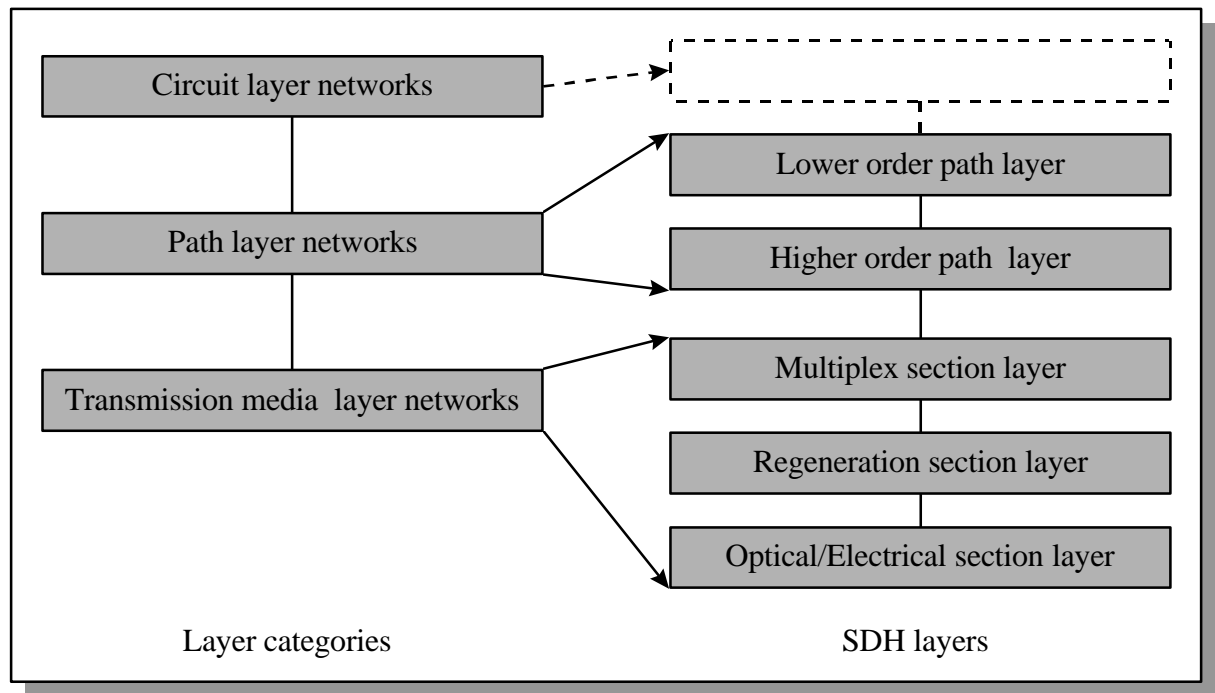 Circuit layer networks
Path layer networks
Transmission media layer networks
Layer categories
Lower order path layer
Higher order path layer
Multiplex section layer
Regeneration section layer
Optical/Electrical section layer
SDH layers